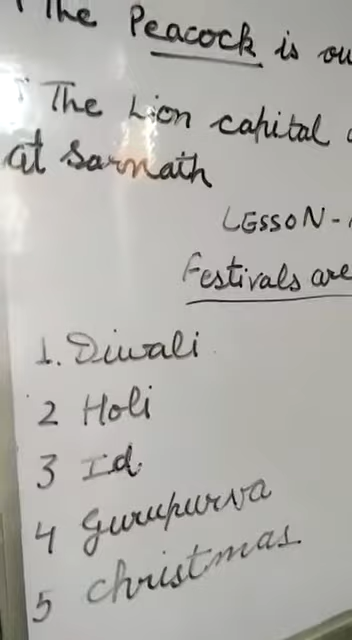 The Peacock is ou
The Lion capital
at Sarnath
LESSON-
Festivals are
1. Diwali
2 Holi
3 Id.
4 Gurupurva
5 christmas